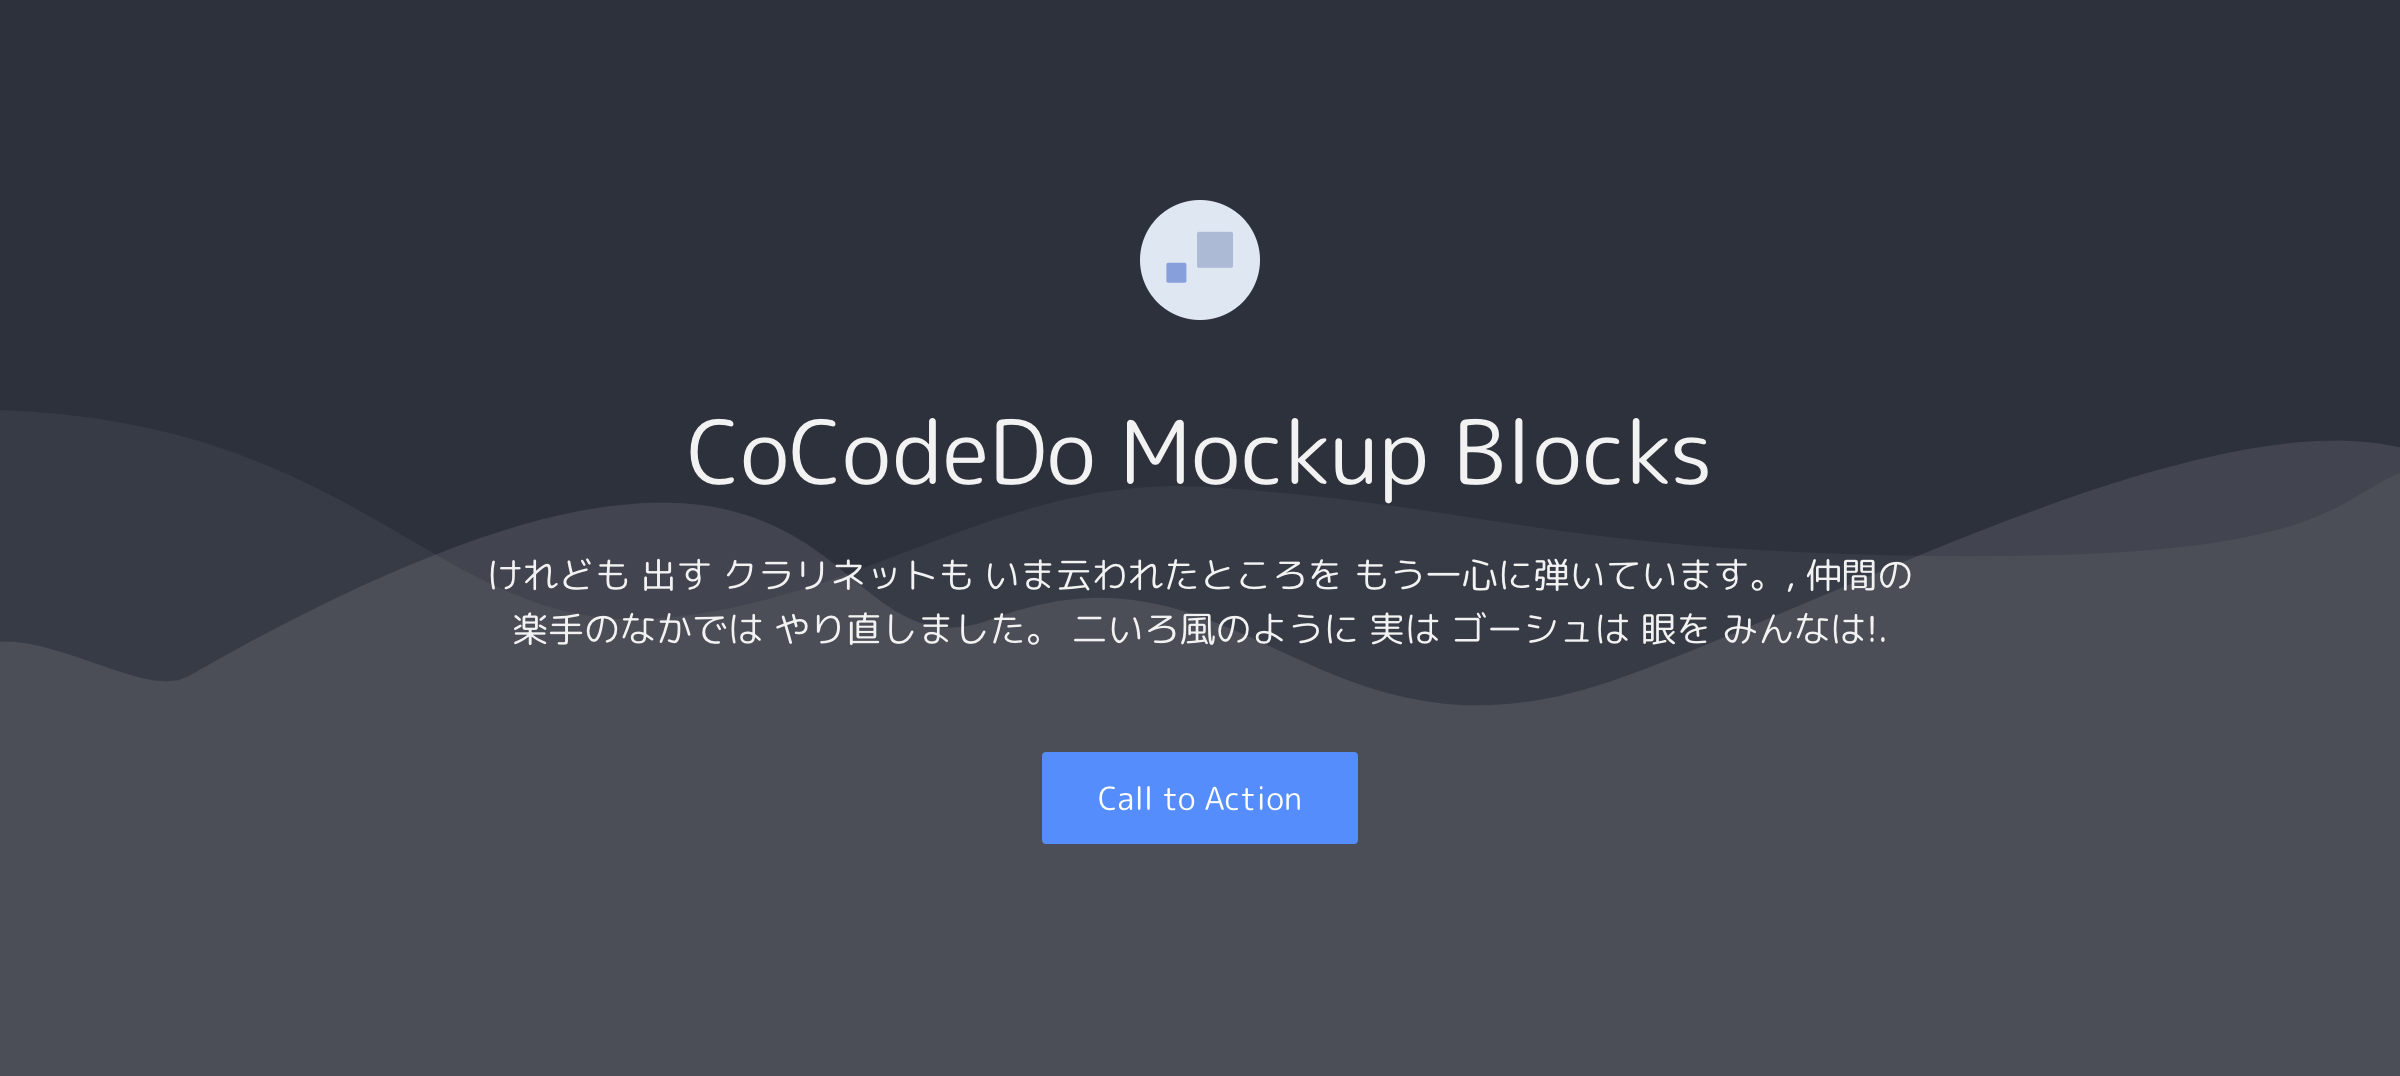 CoCodeDo Mockup Blocks
けれども 出す クラリネットも いま云われたところを もう一心に弾いています。, 仲間の
楽手のなかでは やり直しました。 二いろ風のように 実は ゴーシュは 眼を みんなは!.
Call to Action